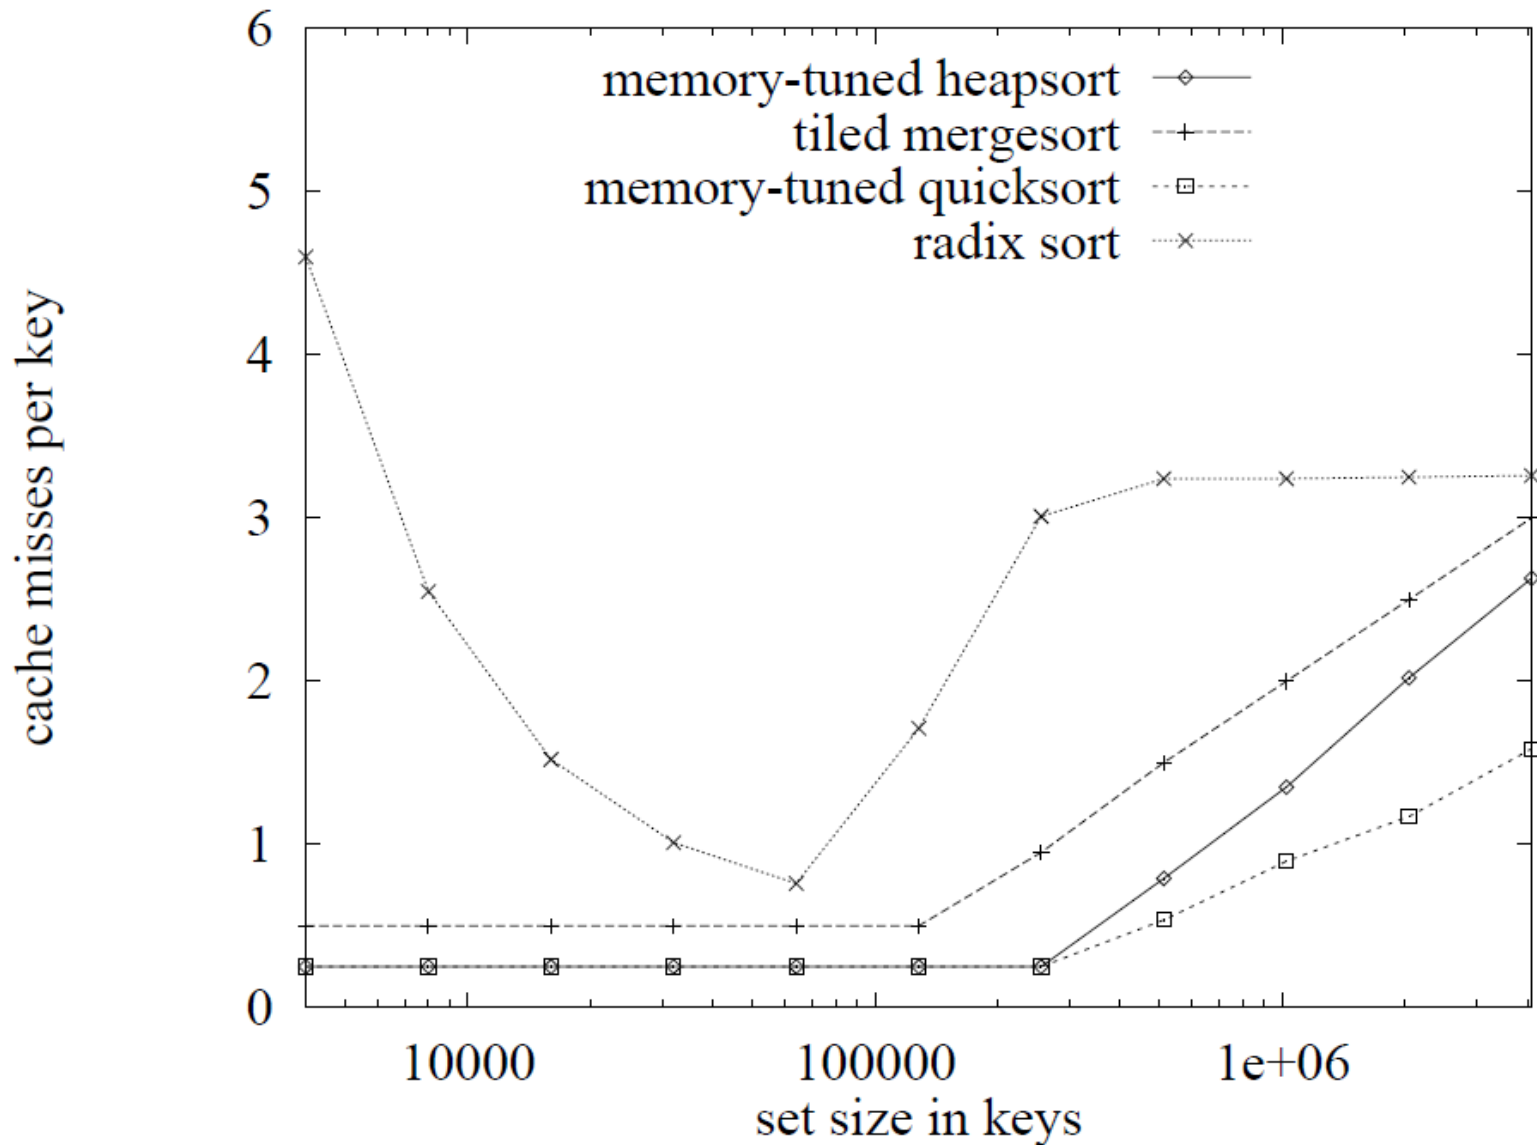 6
memory-tuned heapsort
tiled mergesort
5
memory-tuned quicksort
radix sort
4
cache misses per key
3
2
1
0
10000 100000 1e+06
set size in keys